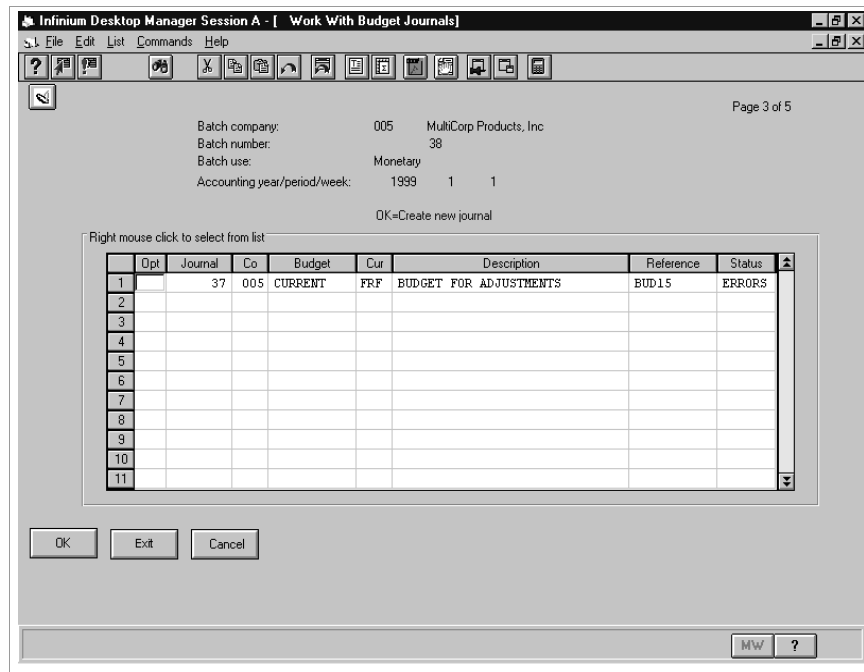 Infinium Desktop Manager Session A - [ Work With Budget Journals]
File Edit List Commands Help
Page 3 of 5
Batch company: 005 MultiCorp Products, Inc
Batch number: 38
Batch use: Monetary
Accounting year/period/week: 1999 1 1
OK=Create new journal
Right mouse click to select from list
Opt Journal Co Budget Cur Description Reference Status
1 37 005 CURRENT FRF BUDGET FOR ADJUSTMENTS BUD15 ERRORS
2
3
4
5
6
7
8
9
10
11
OK Exit Cancel
MW ?